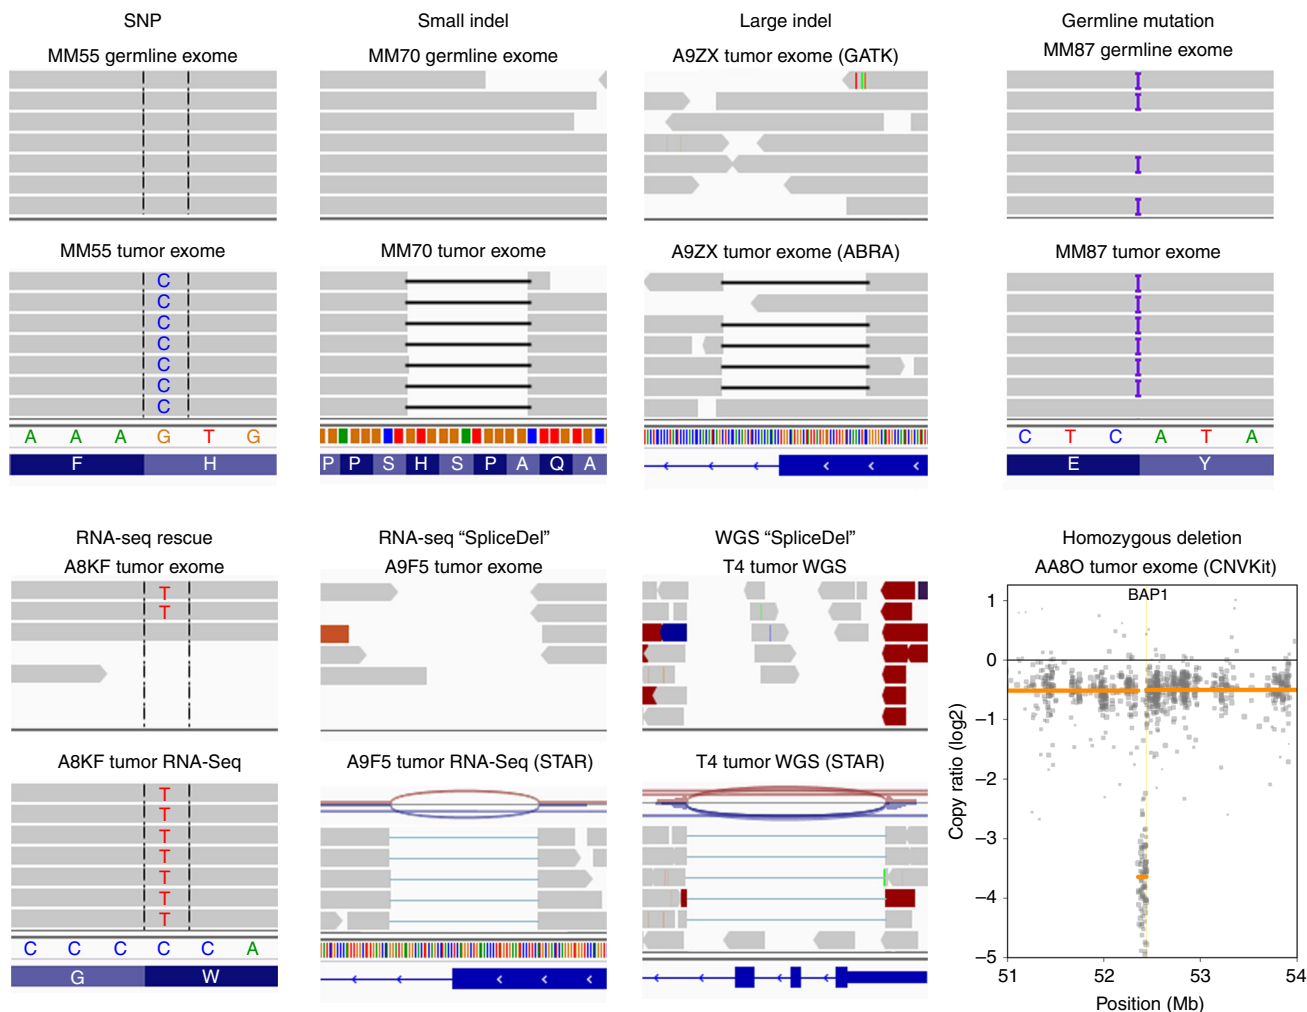 SNP
MM55 germline exome
MM55 tumor exome
C
C
C
C
C
C
C
A A A G T G
F H
Small indel
MM70 germline exome
MM70 tumor exome
P P S H S P A Q A
Large indel
A9ZX tumor exome (GATK)
A9ZX tumor exome (ABRA)
Germline mutation
MM87 germline exome
MM87 tumor exome
C T C A T A
E Y
RNA-seq rescue
A8KF tumor exome
T
T
A8KF tumor RNA-Seq
T
T
T
T
T
T
T
C C C C C A
G W
RNA-seq “SpliceDel”
A9F5 tumor exome
A9F5 tumor RNA-Seq (STAR)
WGS “SpliceDel”
T4 tumor WGS
T4 tumor WGS (STAR)
Homozygous deletion
AA8O tumor exome (CNVKit)
BAP1
1
0
−1
−2
−3
−4
−5
Copy ratio (log2)
51 52 53 54
Position (Mb)